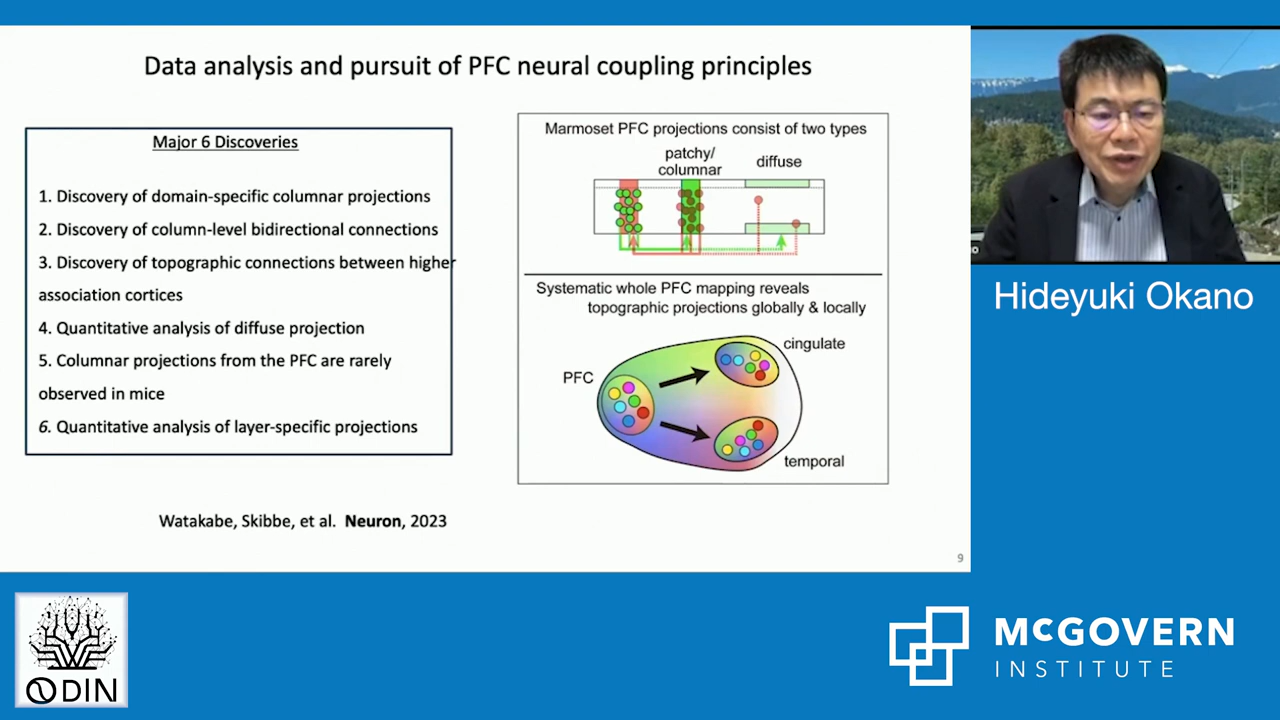 Data analysis and pursuit of PFC neural coupling principles
Major 6 Discoveries
1. Discovery of domain-specific columnar projections
2. Discovery of column-level bidirectional connections
3. Discovery of topographic connections between higher
association cortices
4. Quantitative analysis of diffuse projection
5. Columnar projections from the PFC are rarely
observed in mice
6. Quantitative analysis of layer-specific projections
Watakabe, Skibbe, et al. Neuron, 2023
Marmoset PFC projections consist of two types
patchy/
columnar
diffuse
Systematic whole PFC mapping reveals
topographic projections globally & locally
cingulate
PFC
temporal
9
Hideyuki Okano
ODIN
McGOVERN
INSTITUTE